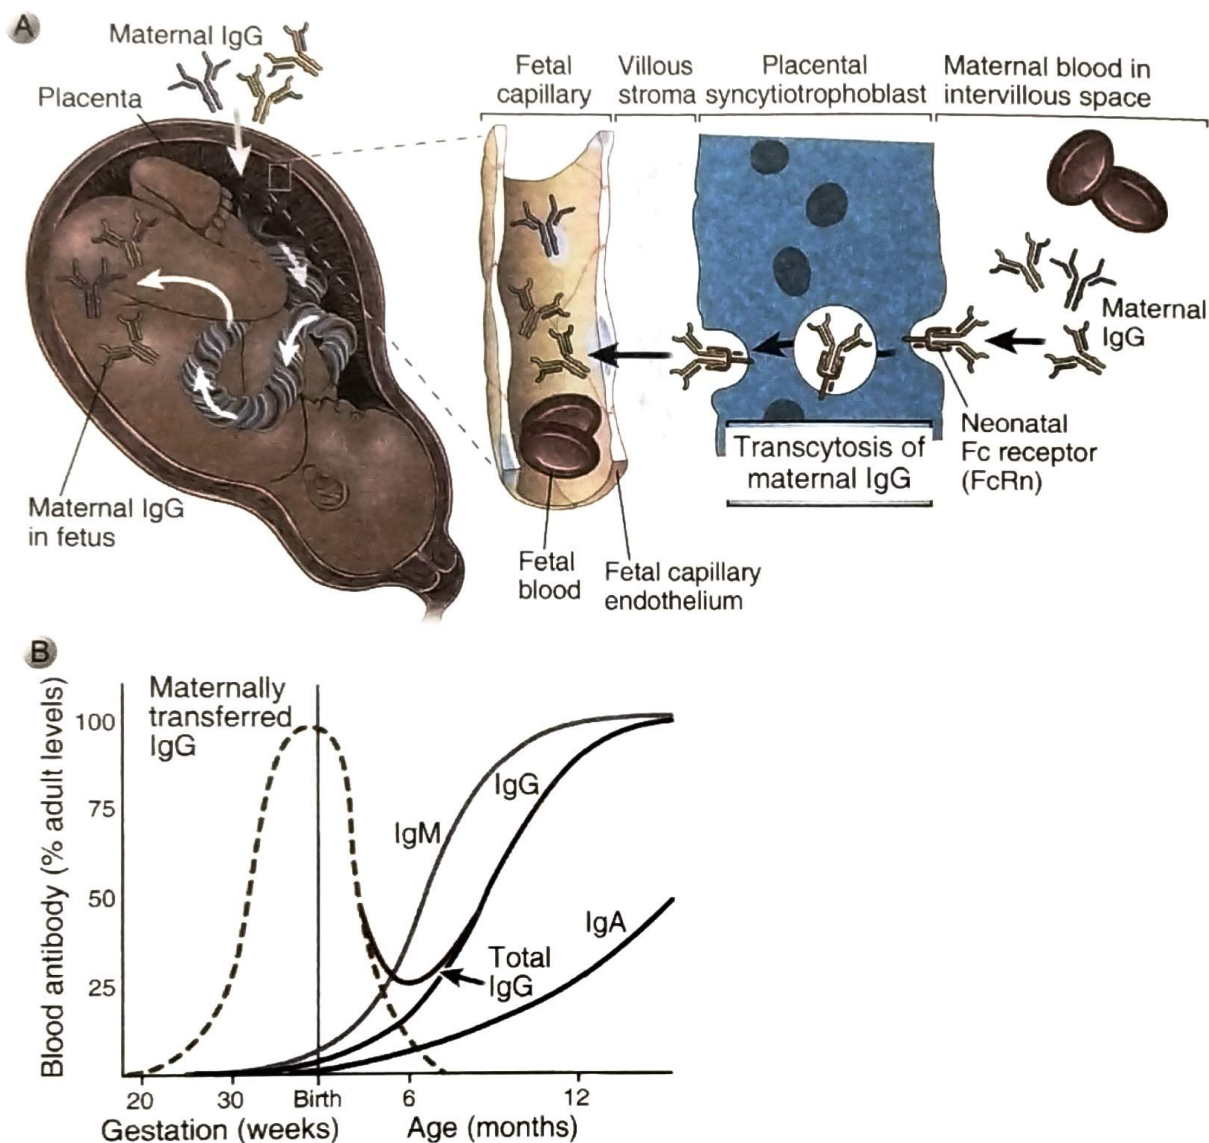 A
Maternal IgG
Placenta
Maternal IgG
in fetus
Fetal
capillary
Villous
stroma
Placental
syncytiotrophoblast
Maternal blood in
intervillous space
Maternal
IgG
Neonatal
Fc receptor
(FcRn)
Transcytosis of
maternal IgG
Fetal
blood
Fetal capillary
endothelium
B
Blood antibody (% adult levels)
100
75
50
25
Maternally
transferred
IgG
IgM
IgG
IgA
Total
IgG
20
30
Birth
6
12
Gestation (weeks)
Age (months)